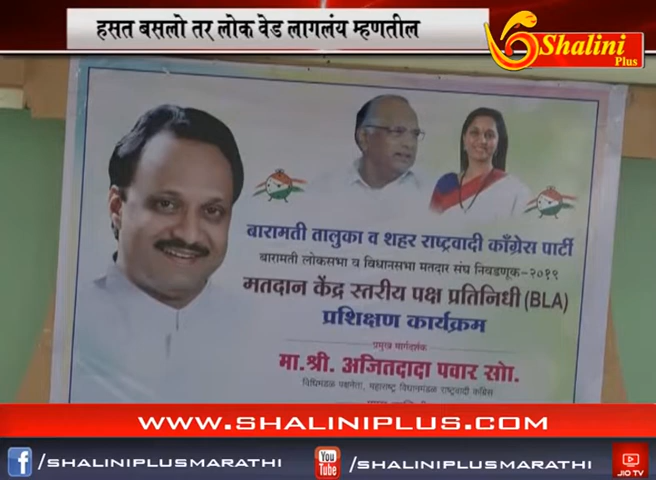 हसत बसलो तर लोक वेड लागलंय म्हणतील
Shalini
Plus
बारामती तालुका व शहर राष्ट्रवादी काँग्रेस पार्टी
बारामती लोकसभा व विधानसभा मतदार संघ निवडणूक-२०१९
मतदान केंद्र स्तरीय पक्ष प्रतिनिधी (BLA)
प्रशिक्षण कार्यक्रम
प्रमुख मार्गदर्शक
मा.श्री. अजितदादा पवार सो.
विधिमंडळ पक्षनेता, महाराष्ट्र विधानमंडळ राष्ट्रवादी काँग्रेस
WWW.SHALINIPLUS.COM
/SHALINIPLUSMARATHI
You Tube /SHALINIPLUSMARATHI
JIO TV